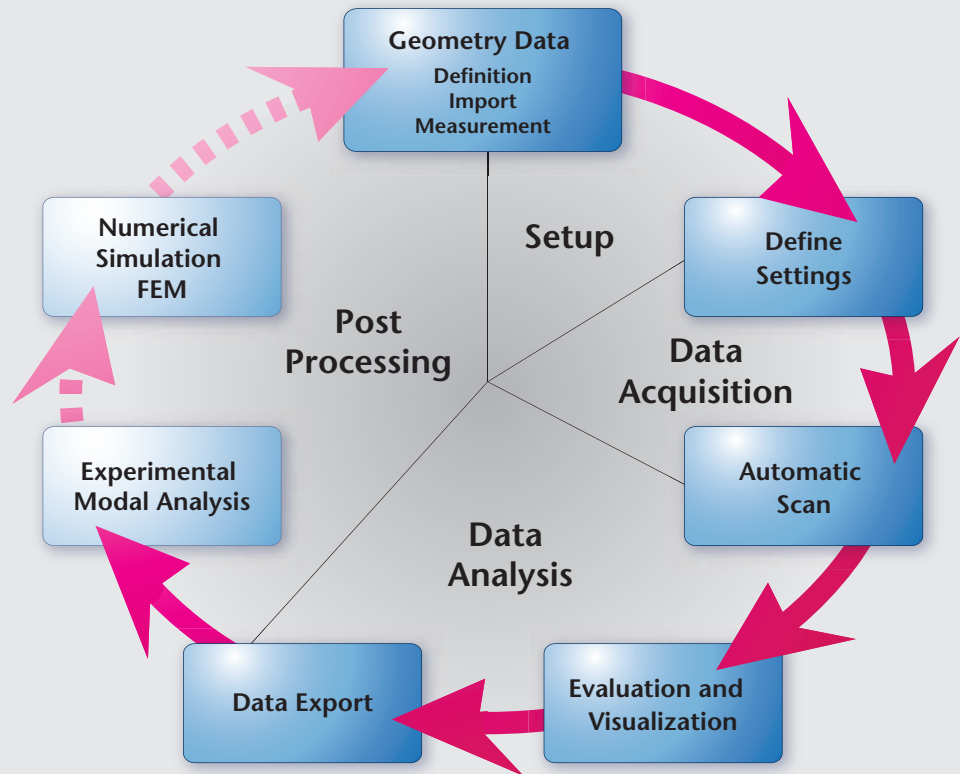 Geometry Data
Definition
Import
Measurement
Setup
Define
Settings
Data
Acquisition
Automatic
Scan
Data
Analysis
Evaluation and
Visualization
Data Export
Experimental
Modal Analysis
Post
Processing
Numerical
Simulation
FEM